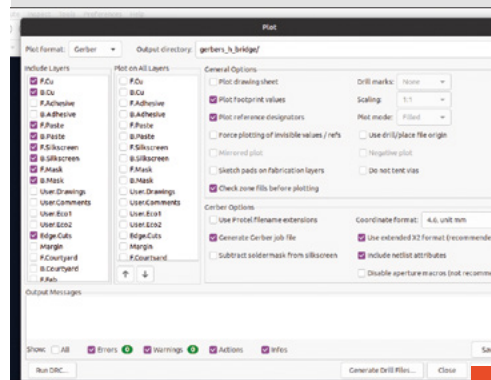 Plot
Plot format: Gerber Output directory: gerbers_h_bridge/
Include Layers Plot on All Layers General Options
F.Cu F.Cu Plot drawing sheet Drill marks: None
B.Cu B.Cu
F.Adhesive F.Adhesive Plot footprint values Scaling: 1:1
B.Adhesive B.Adhesive
F.Paste F.Paste Plot reference designators Plot mode: Filled
B.Paste B.Paste
F.Silkscreen F.Silkscreen Force plotting of invisible values / refs Use drill/place file origin
B.Silkscreen B.Silkscreen
F.Mask F.Mask Mirrored plot Negative plot
B.Mask B.Mask
User.Drawings User.Drawings Sketch pads on fabrication layers Do not tent vias
User.Comments User.Comments Check zone fills before plotting
User.Eco1 User.Eco1 Gerber Options
User.Eco2 User.Eco2 Use Protel filename extensions Coordinate format: 4.6, unit mm
Edge.Cuts Edge.Cuts Generate Gerber job file Use extended X2 format (recommende
Margin Margin
F.Courtyard F.Courtyard Subtract soldermask from silkscreen Include netlist attributes
B.Courtyard
F.Fab Disable aperture macros (not recomm
Output Messages
Show: All Errors 0 Warnings 0 Actions Infos Sa
Run DRC... Generate Drill Files... Close